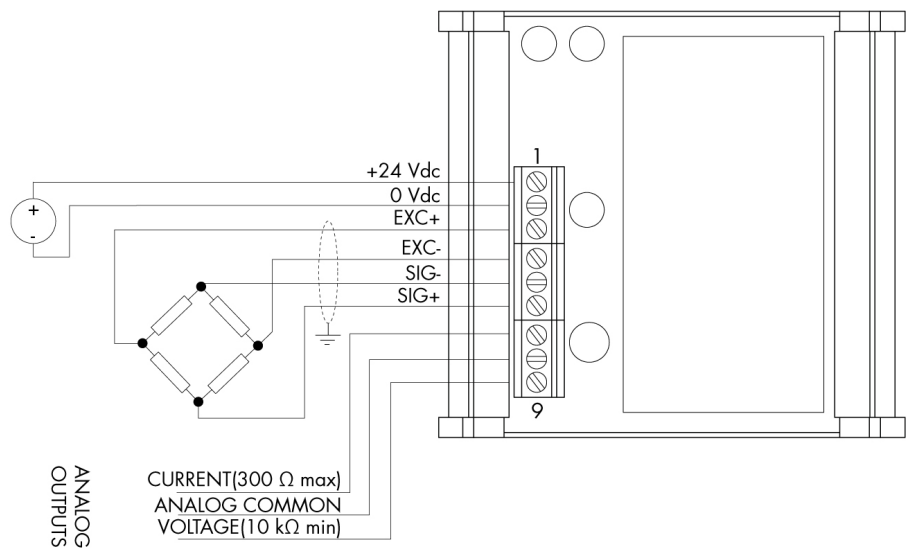 1
+24 Vdc
0 Vdc
+
-
EXC+
EXC-
SIG-
SIG+
9
ANALOG
OUTPUTS
CURRENT(300 Ω max)
ANALOG COMMON
VOLTAGE(10 kΩ min)